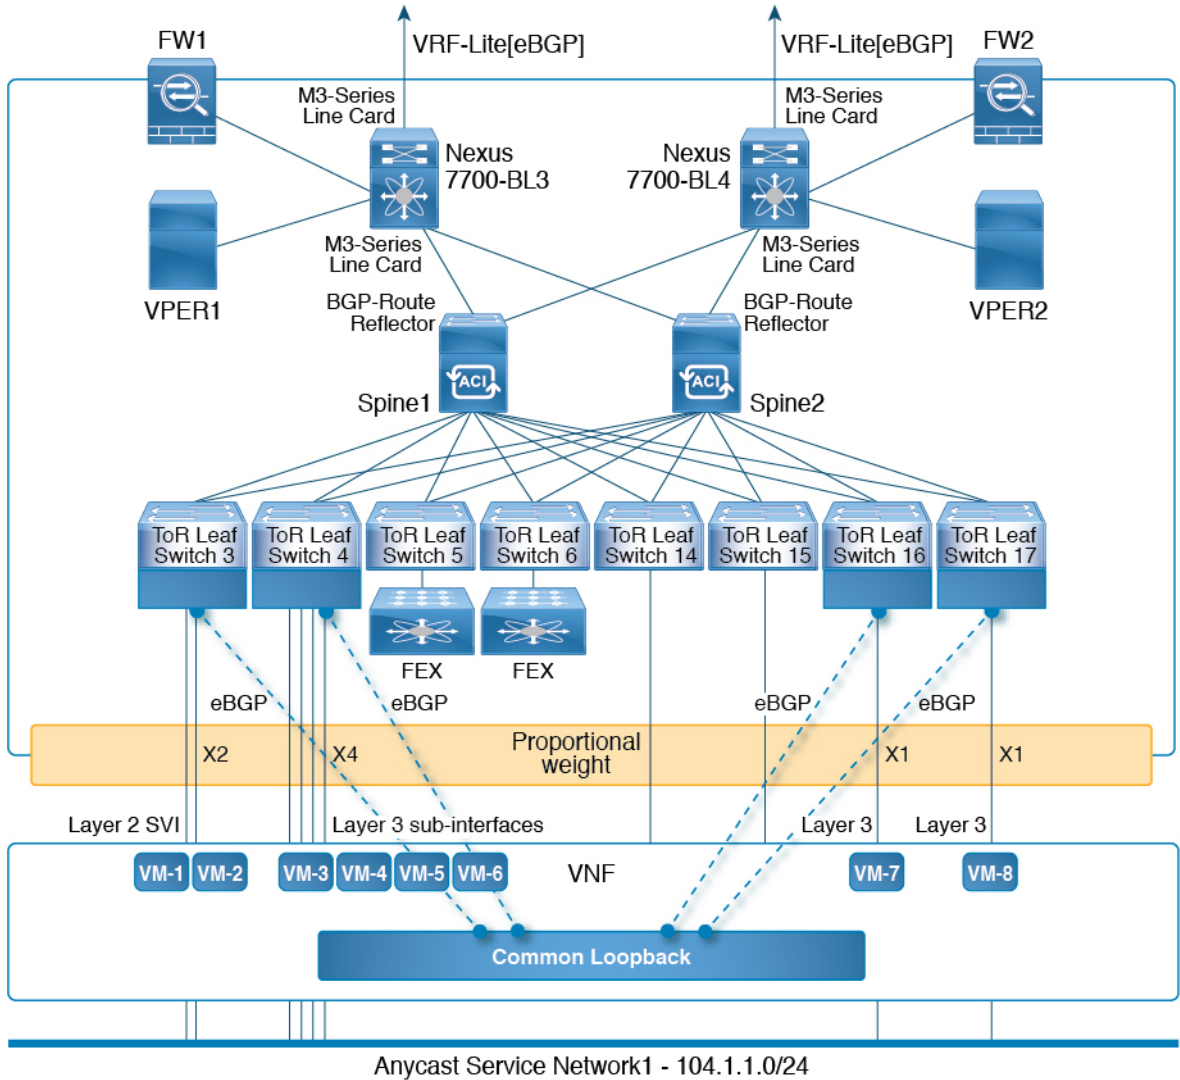 FW1
VRF-Lite[eBGP]
VRF-Lite[eBGP]
FW2
M3-Series
Line Card
M3-Series
Line Card
Nexus
7700-BL3
Nexus
7700-BL4
M3-Series
Line Card
M3-Series
Line Card
VPER1
BGP-Route
Reflector
BGP-Route
Reflector
VPER2
ACI
ACI
Spine1
Spine2
ToR Leaf
Switch 3
ToR Leaf
Switch 4
ToR Leaf
Switch 5
ToR Leaf
Switch 6
ToR Leaf
Switch 14
ToR Leaf
Switch 15
ToR Leaf
Switch 16
ToR Leaf
Switch 17
FEX
FEX
eBGP
eBGP
eBGP
eBGP
X2
X4
Proportional
weight
X1
X1
Layer 2 SVI
Layer 3 sub-interfaces
Layer 3
Layer 3
VM-1
VM-2
VM-3
VM-4
VM-5
VM-6
VNF
VM-7
VM-8
Common Loopback
Anycast Service Network1 - 104.1.1.0/24